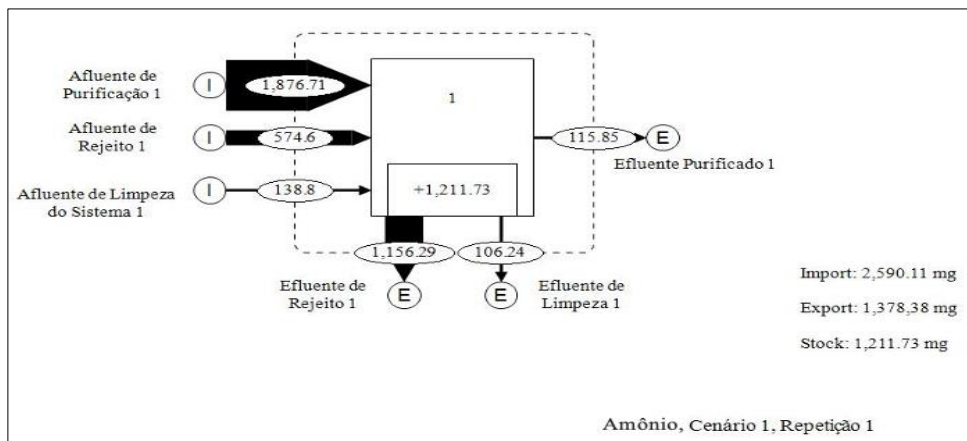 Afluente de
Purificação 1
I
1,876.71
1
Afluente de
Rejeito 1
I
574.6
115.85
E
Efluente Purificado 1
Afluente de Limpeza
do Sistema 1
I
138.8
+1,211.73
1,156.29
106.24
Efluente de
Rejeito 1
E
E
Efluente de
Limpeza 1
Import: 2,590.11 mg
Export: 1,378,38 mg
Stock: 1,211.73 mg
Amônio, Cenário 1, Repetição 1